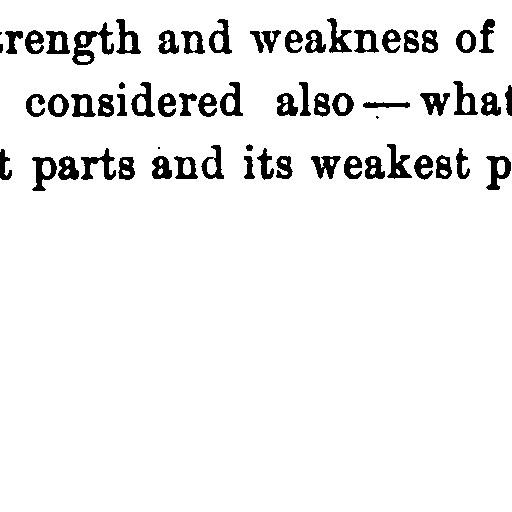 trength and weakness of
considered also — what
t parts and its weakest p